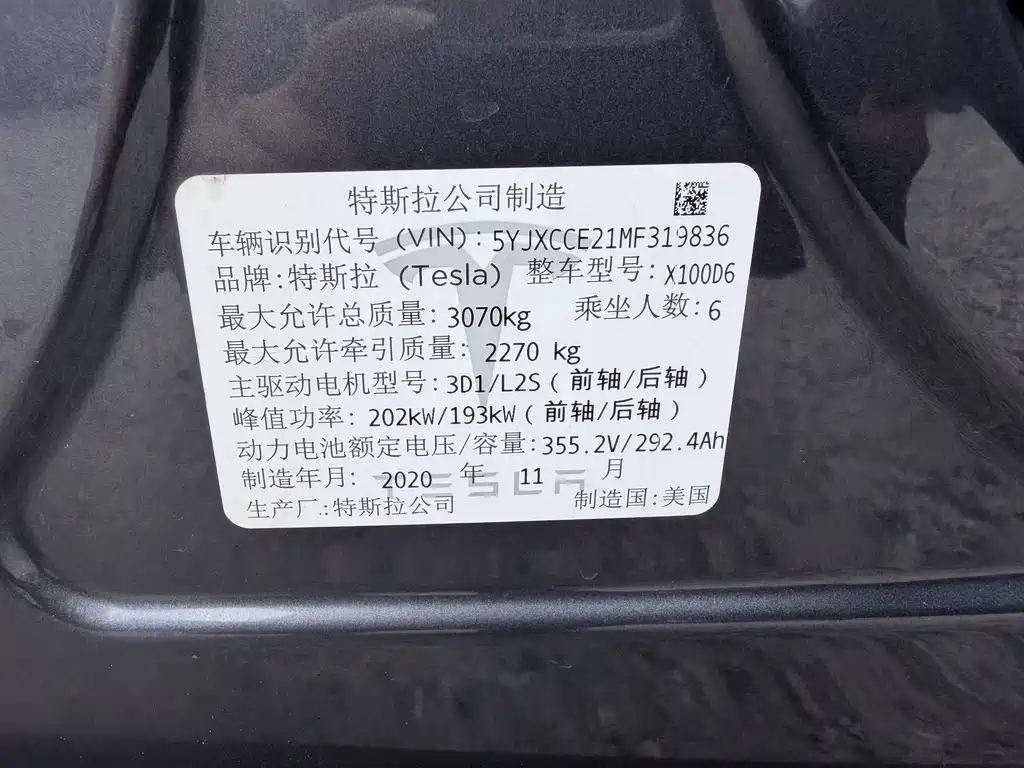 特斯拉公司制造
车辆识别代号（VIN）：5YJXCCE21MF319836
品牌：特斯拉（Tesla） 整车型号：X100D6
最大允许总质量：3070kg 乘坐人数：6
最大允许牵引质量：2270 kg
主驱动电机型号：3D1/L2S（前轴/后轴）
峰值功率：202kW/193kW（前轴/后轴）
动力电池额定电压/容量：355.2V/292.4Ah
制造年月：2020 年 11 月
TESLA
生产厂：特斯拉公司 制造国：美国